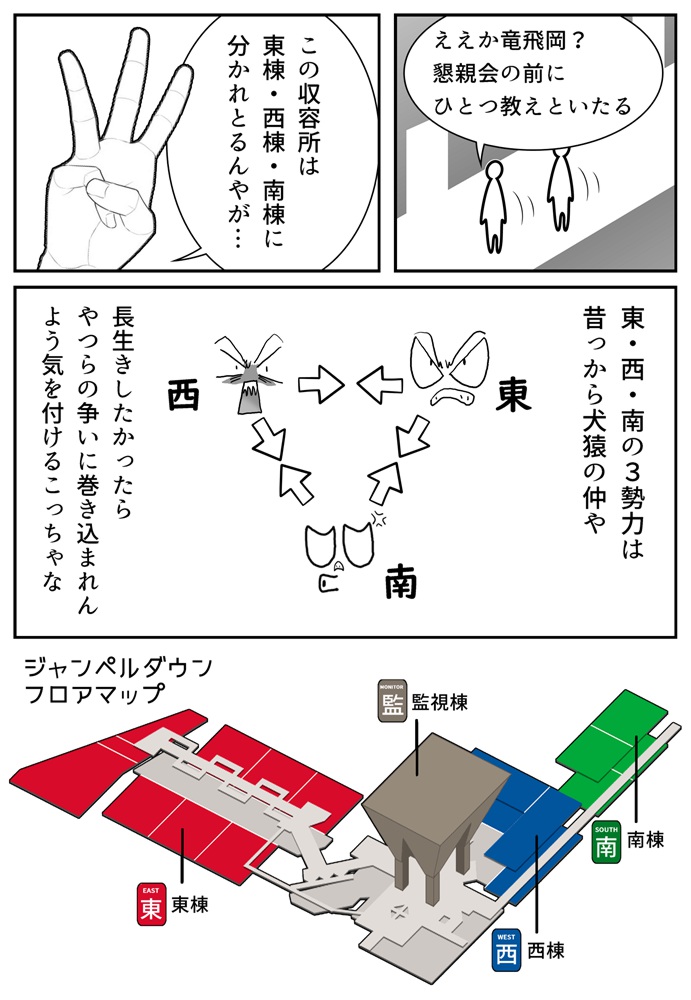 ええか竜飛岡？
懇親会の前に
ひとつ教えといたる
この収容所は
東棟・西棟・南棟に
分かれとるんやが…
東・西・南の３勢力は
昔っから犬猿の仲や
東
西
南
長生きしたかったら
やつらの争いに巻き込まれん
よう気を付けるこっちゃな
ジャンペルダウン
フロアマップ
MONITOR
監
監視棟
SOUTH
南
南棟
EAST
東
東棟
WEST
西
西棟